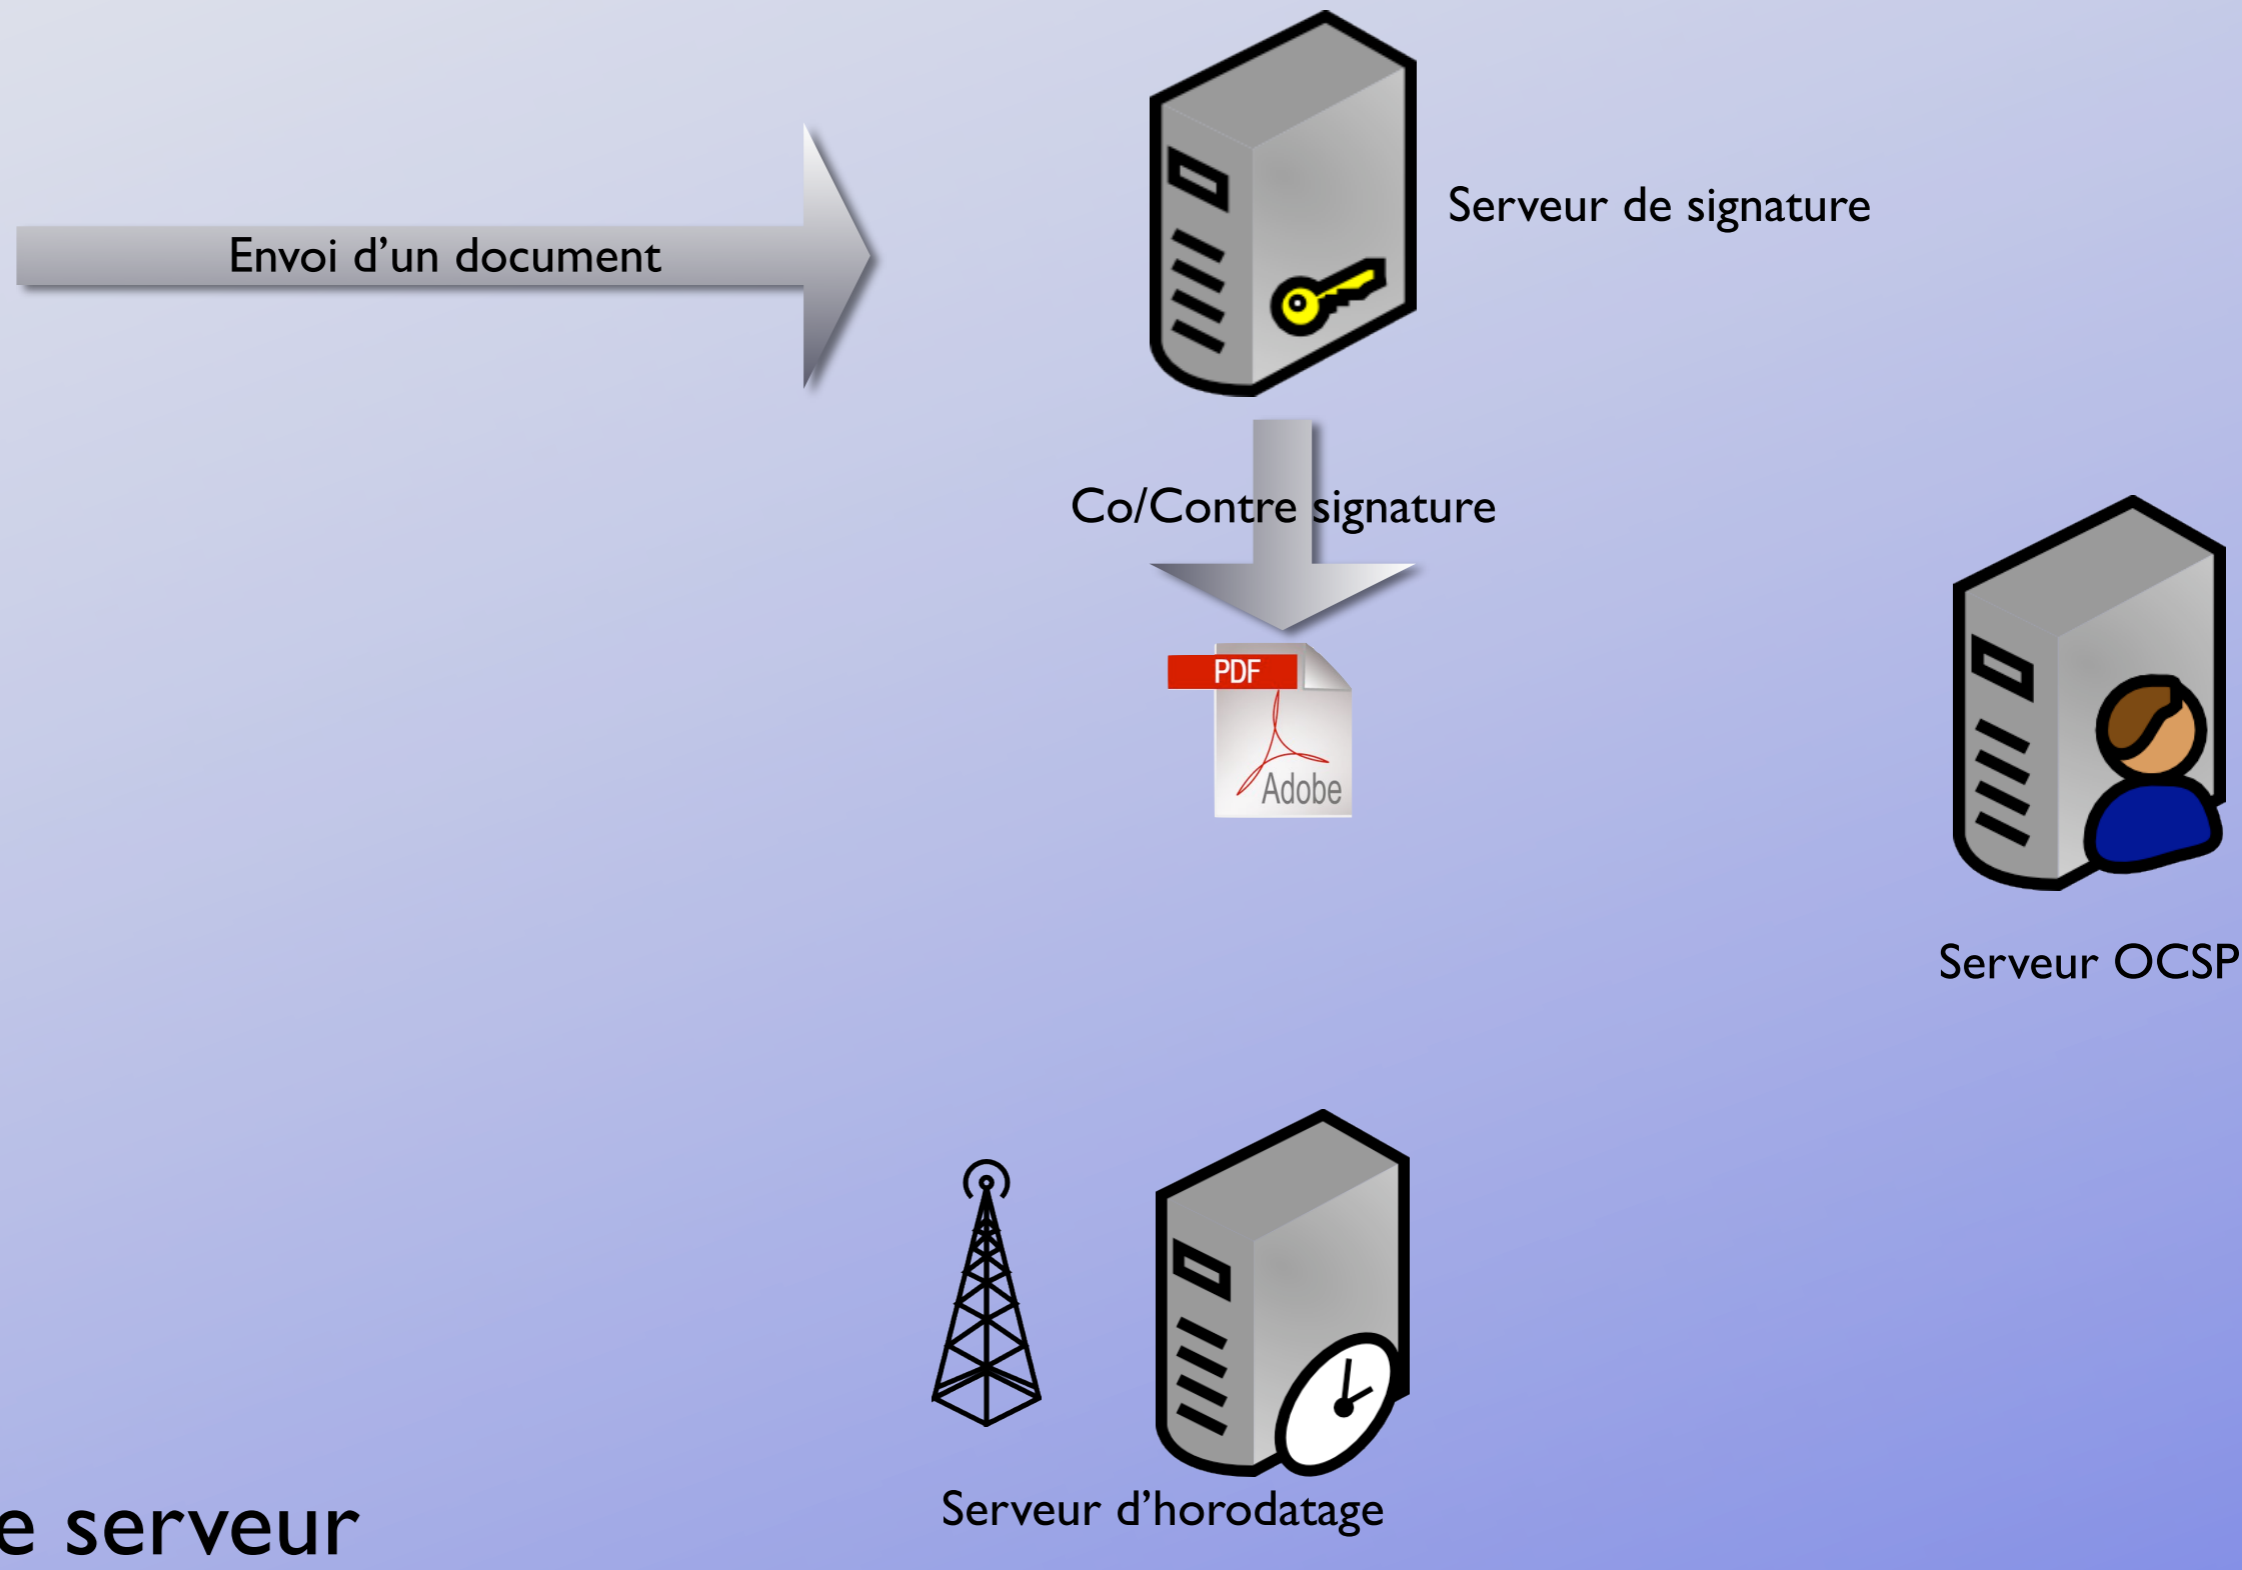 Serveur de signature
Envoi d’un document
Co/Contre signature
PDF
Adobe
Serveur OCSP
Serveur d’horodatage
e serveur